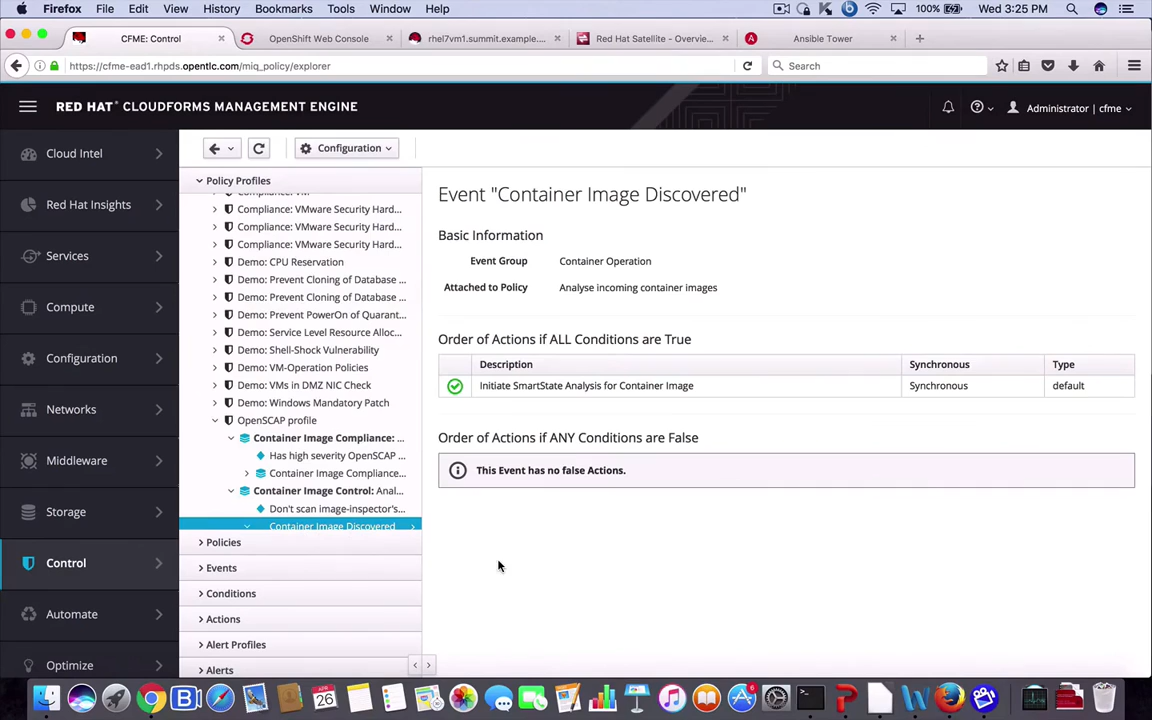 Firefox File Edit View History Bookmarks Tools Window Help 100% Wed 3:25 PM
CFME: Control OpenShift Web Console rhel7vm1.summit.example.... Red Hat Satellite - Overvie... Ansible Tower
https://cfme-ead1.rhpds.opentlc.com/miq_policy/explorer Search
RED HAT® CLOUDFORMS MANAGEMENT ENGINE Administrator | cfme
Cloud Intel
Red Hat Insights
Services
Compute
Configuration
Networks
Middleware
Storage
Control
Automate
Optimize
Configuration
Policy Profiles
Compliance: VM
Compliance: VMware Security Hard...
Compliance: VMware Security Hard...
Compliance: VMware Security Hard...
Demo: CPU Reservation
Demo: Prevent Cloning of Database ...
Demo: Prevent Cloning of Database ...
Demo: Prevent PowerOn of Quarant...
Demo: Service Level Resource Alloc...
Demo: Shell-Shock Vulnerability
Demo: VM-Operation Policies
Demo: VMs in DMZ NIC Check
Demo: Windows Mandatory Patch
OpenSCAP profile
Container Image Compliance: ...
Has high severity OpenSCAP ...
Container Image Compliance...
Container Image Control: Anal...
Don't scan image-inspector's...
Container Image Discovered
Policies
Events
Conditions
Actions
Alert Profiles
Alerts
Event "Container Image Discovered"
Basic Information
Event Group Container Operation
Attached to Policy Analyse incoming container images
Order of Actions if ALL Conditions are True
Description Synchronous Type
Initiate SmartState Analysis for Container Image Synchronous default
Order of Actions if ANY Conditions are False
This Event has no false Actions.
APR
26
6